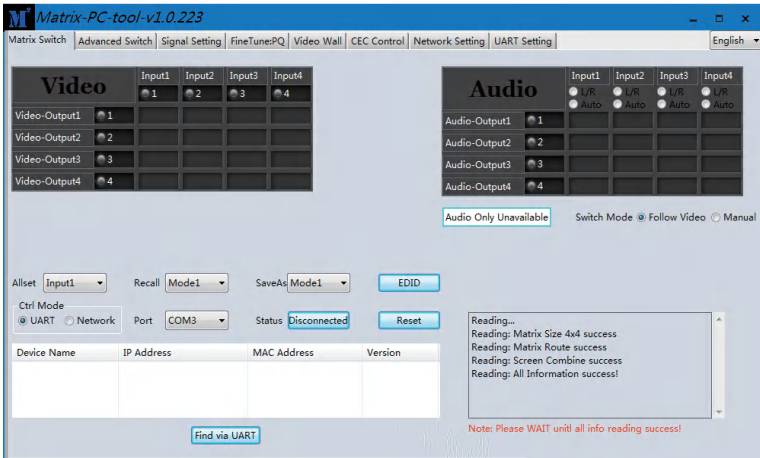 M Matrix-PC-tool-v1.0.223
Matrix Switch Advanced Switch Signal Setting FineTune:PQ Video Wall CEC Control Network Setting UART Setting English
Video Input1 Input2 Input3 Input4
1 2 3 4
Video-Output1 1
Video-Output2 2
Video-Output3 3
Video-Output4 4
Audio Input1 Input2 Input3 Input4
L/R L/R L/R L/R
Auto Auto Auto Auto
Audio-Output1 1
Audio-Output2 2
Audio-Output3 3
Audio-Output4 4
Audio Only Unavailable Switch Mode Follow Video Manual
Allset Input1 Recall Mode1 SaveAs Mode1 EDID
Ctrl Mode
UART Network Port COM3 Status Disconnected Reset
Device Name IP Address MAC Address Version
Find via UART
Reading...
Reading: Matrix Size 4x4 success
Reading: Matrix Route success
Reading: Screen Combine success
Reading: All Information success!
Note: Please WAIT unitl all info reading success!